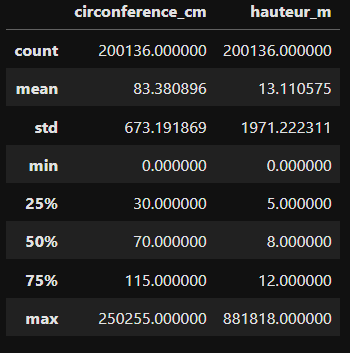 circonference_cm hauteur_m
count 200136.000000 200136.000000
mean 83.380896 13.110575
std 673.191869 1971.222311
min 0.000000 0.000000
25% 30.000000 5.000000
50% 70.000000 8.000000
75% 115.000000 12.000000
max 250255.000000 881818.000000